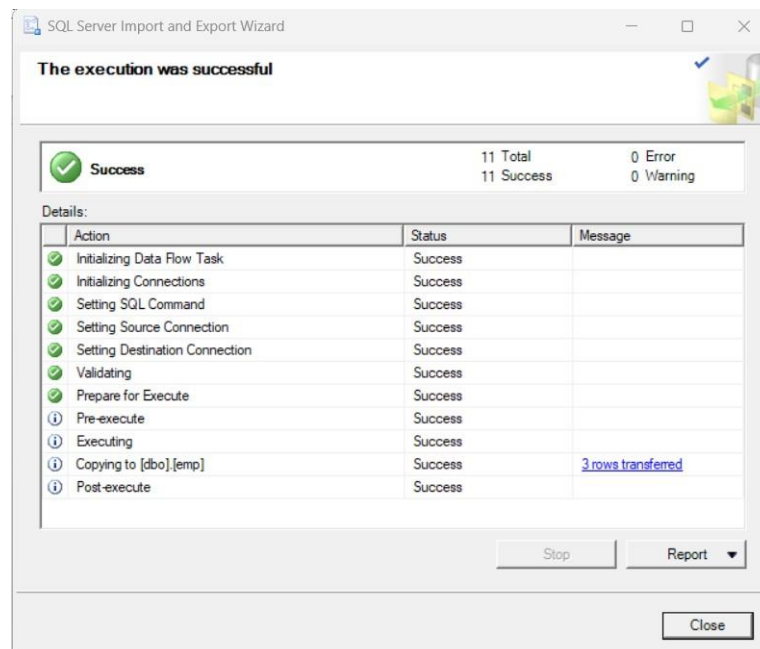 SQL Server Import and Export Wizard
The execution was successful
Success
11 Total 0 Error
11 Success 0 Warning
Details:
Action Status Message
Initializing Data Flow Task Success
Initializing Connections Success
Setting SQL Command Success
Setting Source Connection Success
Setting Destination Connection Success
Validating Success
Prepare for Execute Success
Pre-execute Success
Executing Success
Copying to [dbo].[emp] Success 3 rows transferred
Post-execute Success
Stop Report
Close